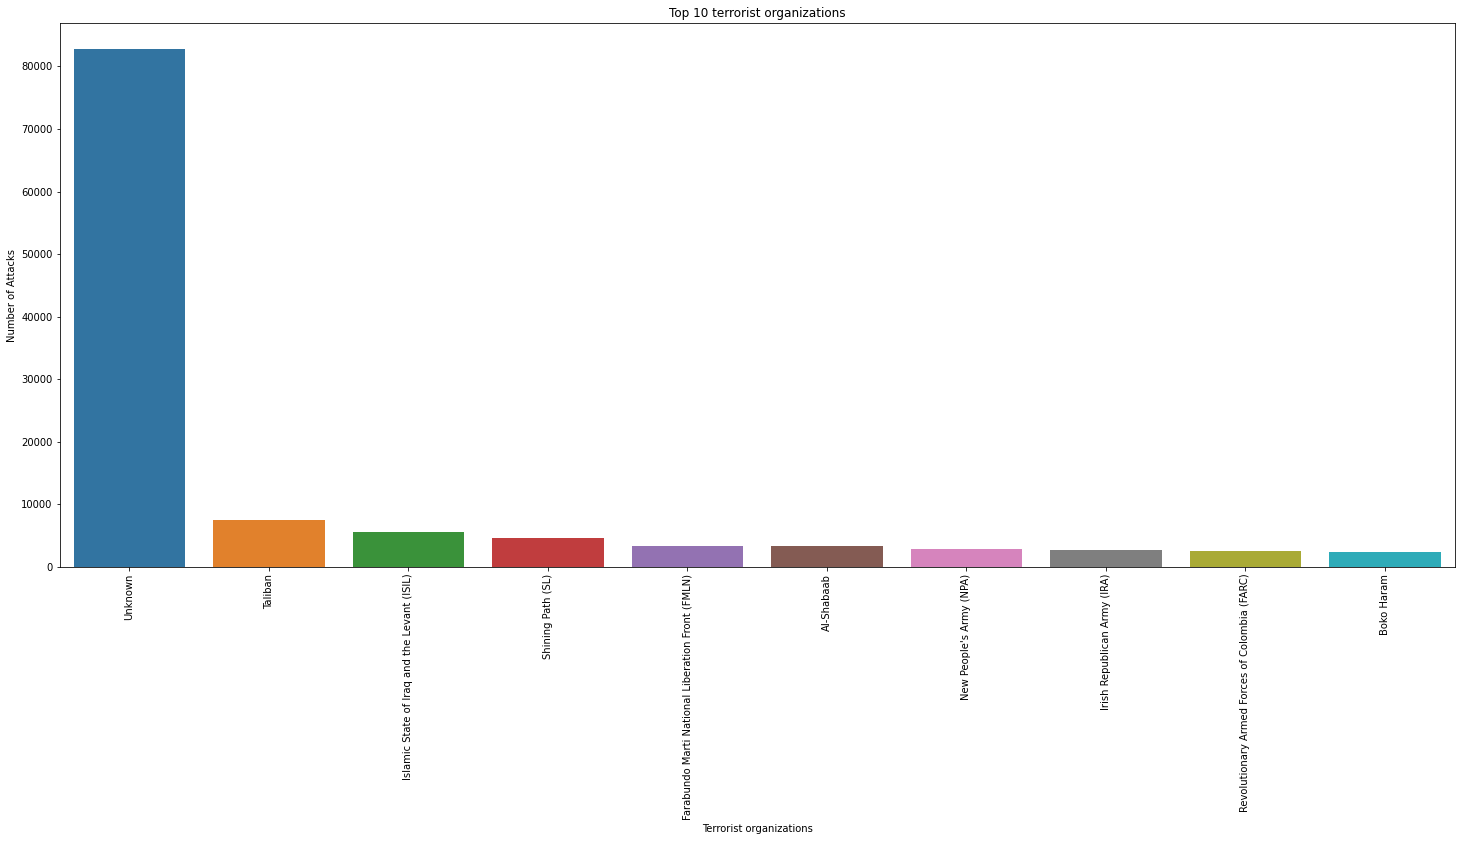 Top 10 terrorist organizations
Number of Attacks
80000
70000
60000
50000
40000
30000
20000
10000
0
Unknown
Taliban
Islamic State of Iraq and the Levant (ISIL)
Shining Path (SL)
Farabundo Marti National Liberation Front (FMLN)
Al-Shabaab
New People's Army (NPA)
Irish Republican Army (IRA)
Revolutionary Armed Forces of Colombia (FARC)
Boko Haram
Terrorist organizations